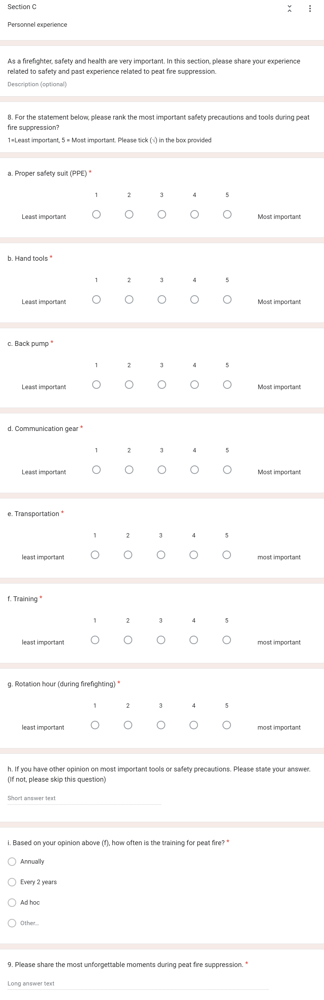 Section C
Personnel experience
As a firefighter, safety and health are very important. In this section, please share your experience
related to safety and past experience related to peat fire suppression.
Description (optional)
8. For the statement below, please rank the most important safety precautions and tools during peat
fire suppression?
1=Least important, 5 = Most important. Please tick (√) in the box provided
a. Proper safety suit (PPE) *
1 2 3 4 5
Least important Most important
b. Hand tools *
1 2 3 4 5
Least important Most important
c. Back pump *
1 2 3 4 5
Least important Most important
d. Communication gear *
1 2 3 4 5
Least important Most important
e. Transportation *
1 2 3 4 5
least important most important
f. Training *
1 2 3 4 5
least important most important
g. Rotation hour (during firefighting) *
1 2 3 4 5
least important most important
h. If you have other opinion on most important tools or safety precautions. Please state your answer.
(If not, please skip this question)
Short answer text
i. Based on your opinion above (f), how often is the training for peat fire? *
Annually
Every 2 years
Ad hoc
Other...
9. Please share the most unforgettable moments during peat fire suppression. *
Long answer text